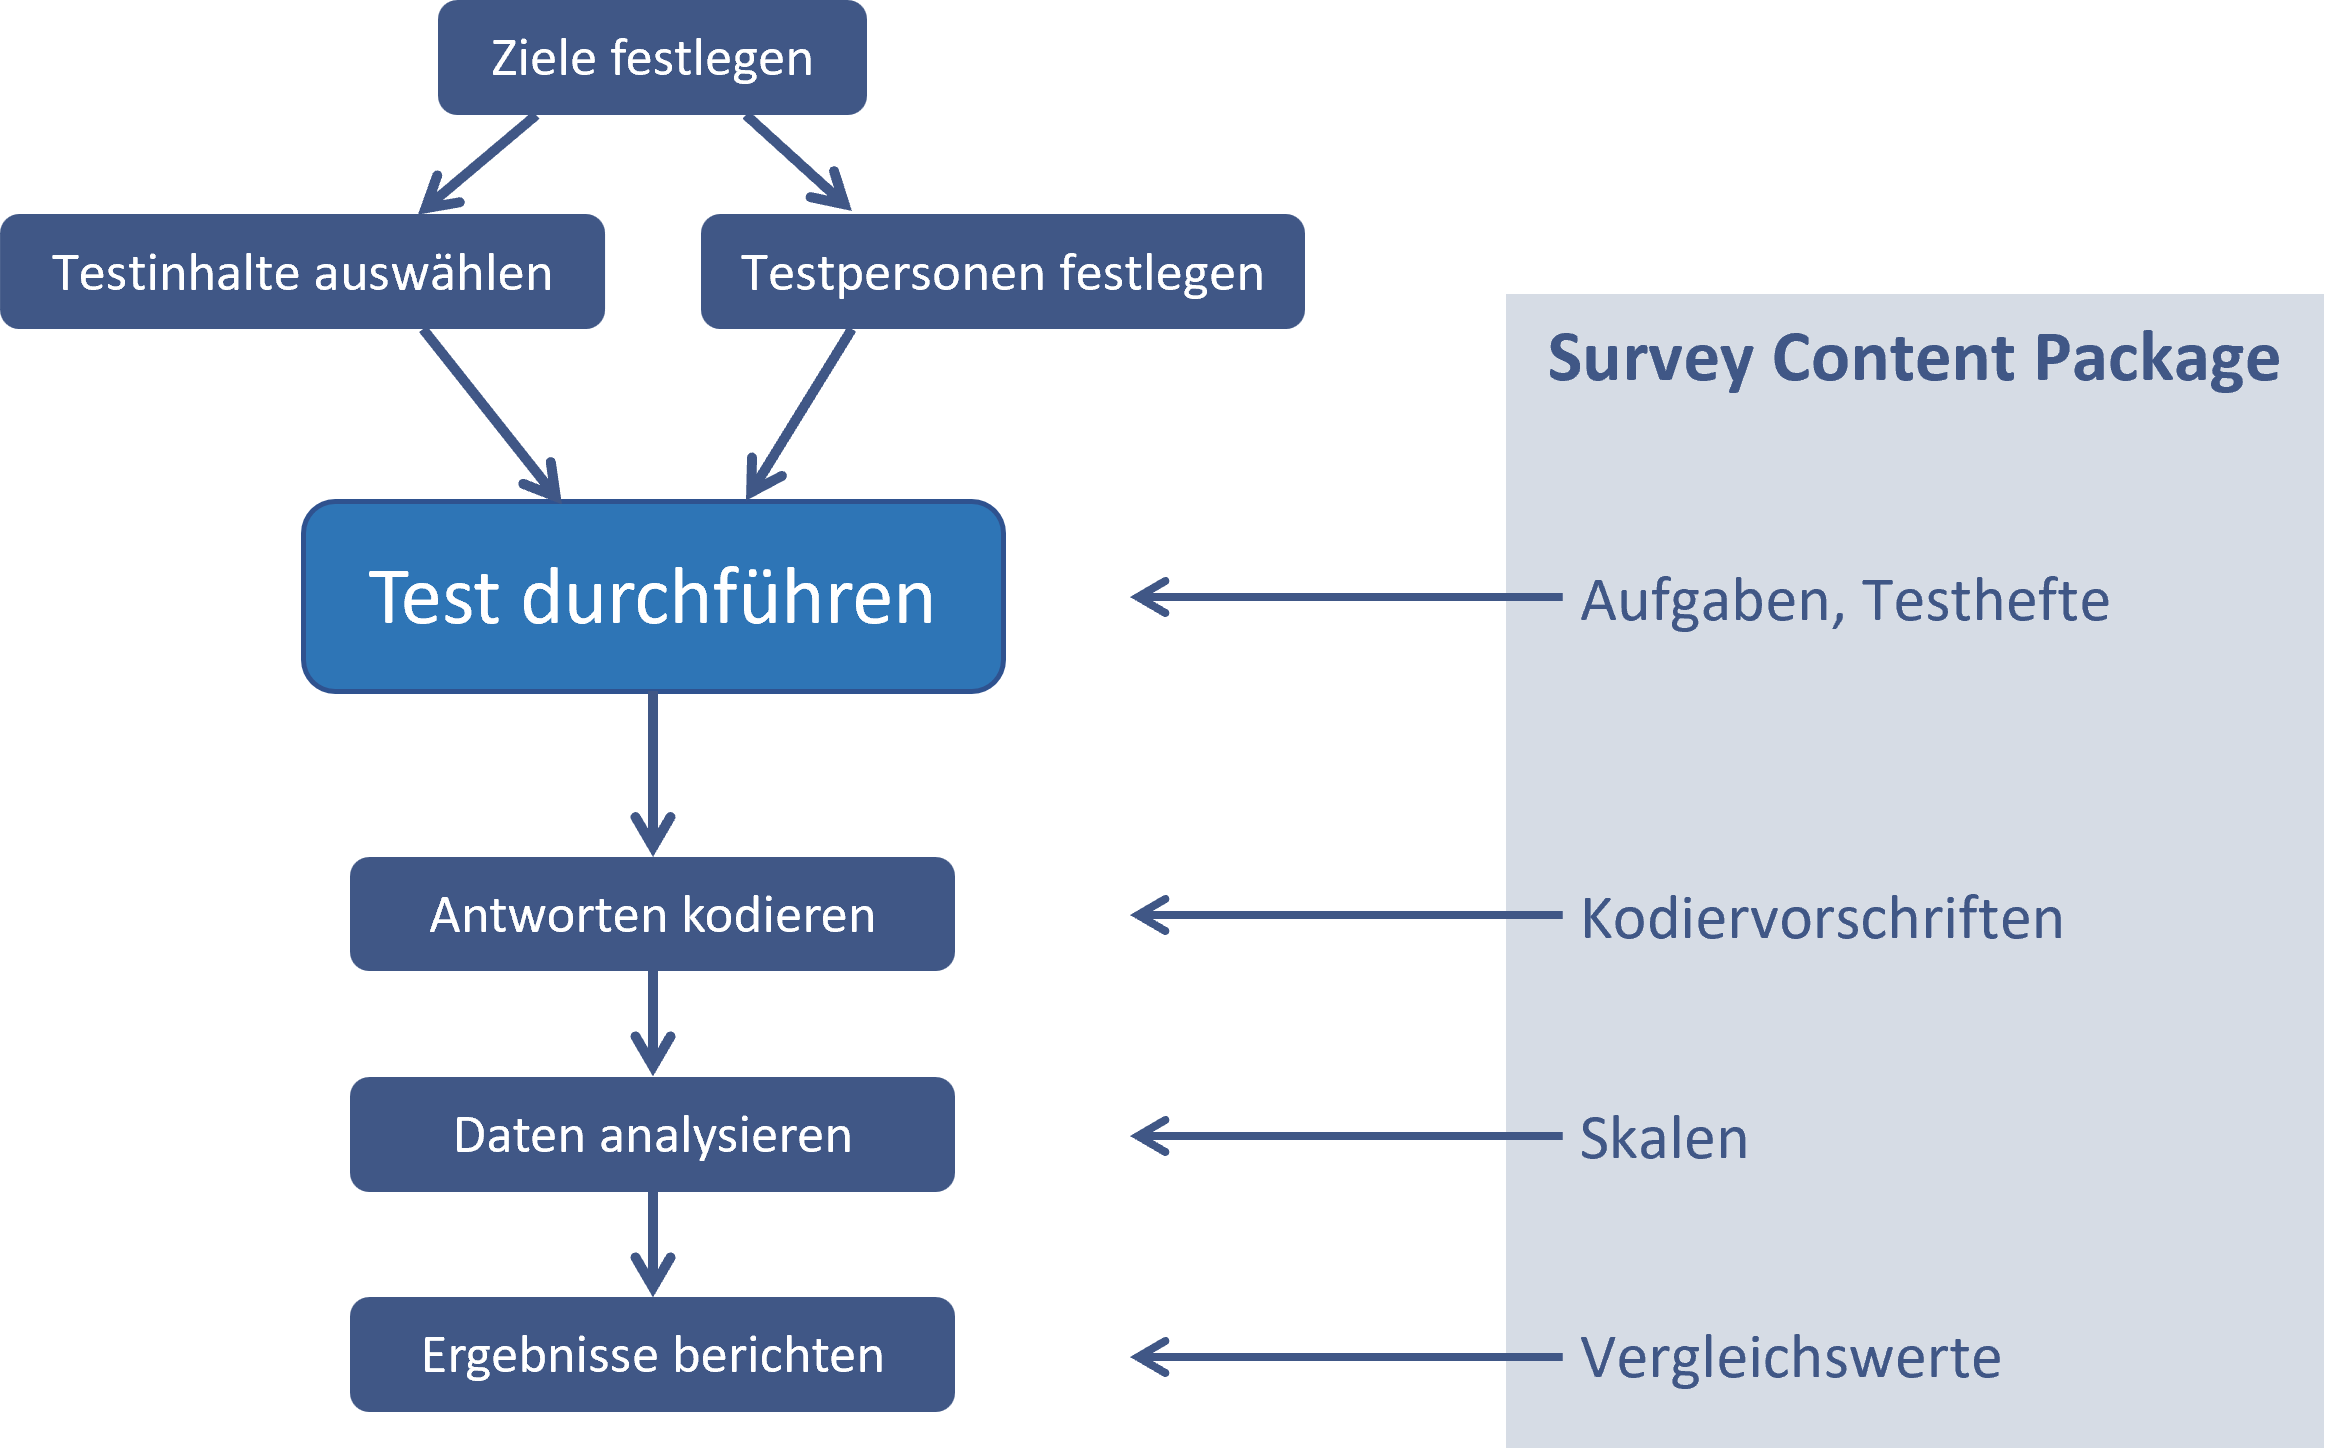 Ziele festlegen
Testinhalte auswählen
Testpersonen festlegen
Survey Content Package
Test durchführen
Aufgaben, Testhefte
Antworten kodieren
Kodiervorschriften
Daten analysieren
Skalen
Ergebnisse berichten
Vergleichswerte